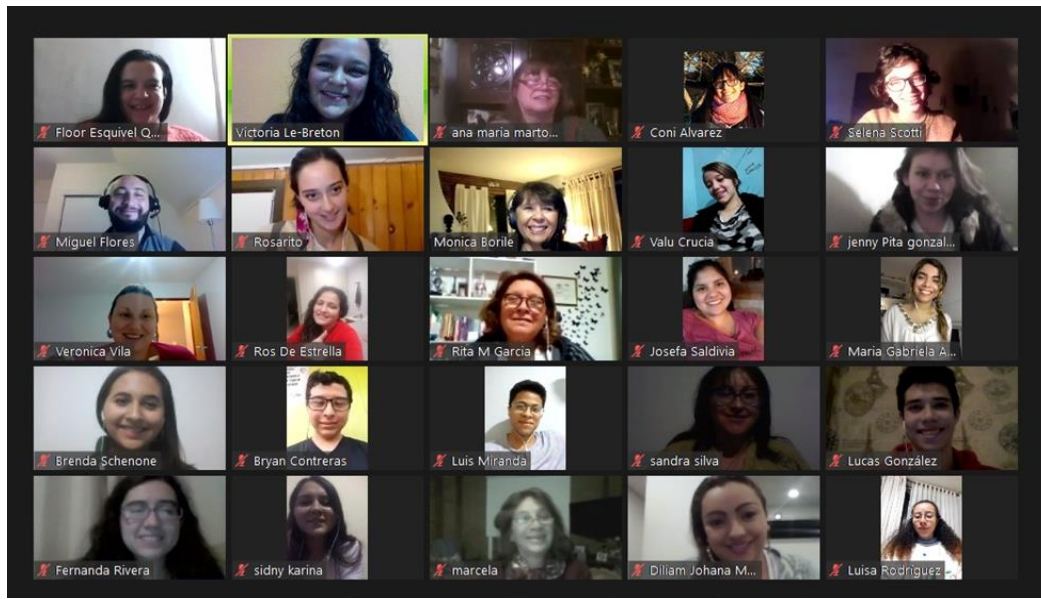 Floor Esquivel Q...
Victoria Le-Breton
ana maria marto...
Coni Alvarez
Selena Scotti
Miguel Flores
Rosarito
Monica Borile
Valu Crucia
jenny Pita gonzal...
Veronica Vila
Ros De Estrella
Rita M Garcia
Josefa Saldivia
Maria Gabriela A...
Brenda Schenone
Bryan Contreras
Luis Miranda
sandra silva
Lucas González
Fernanda Rivera
sidny karina
marcela
Diliam Johana M...
Luisa Rodríguez